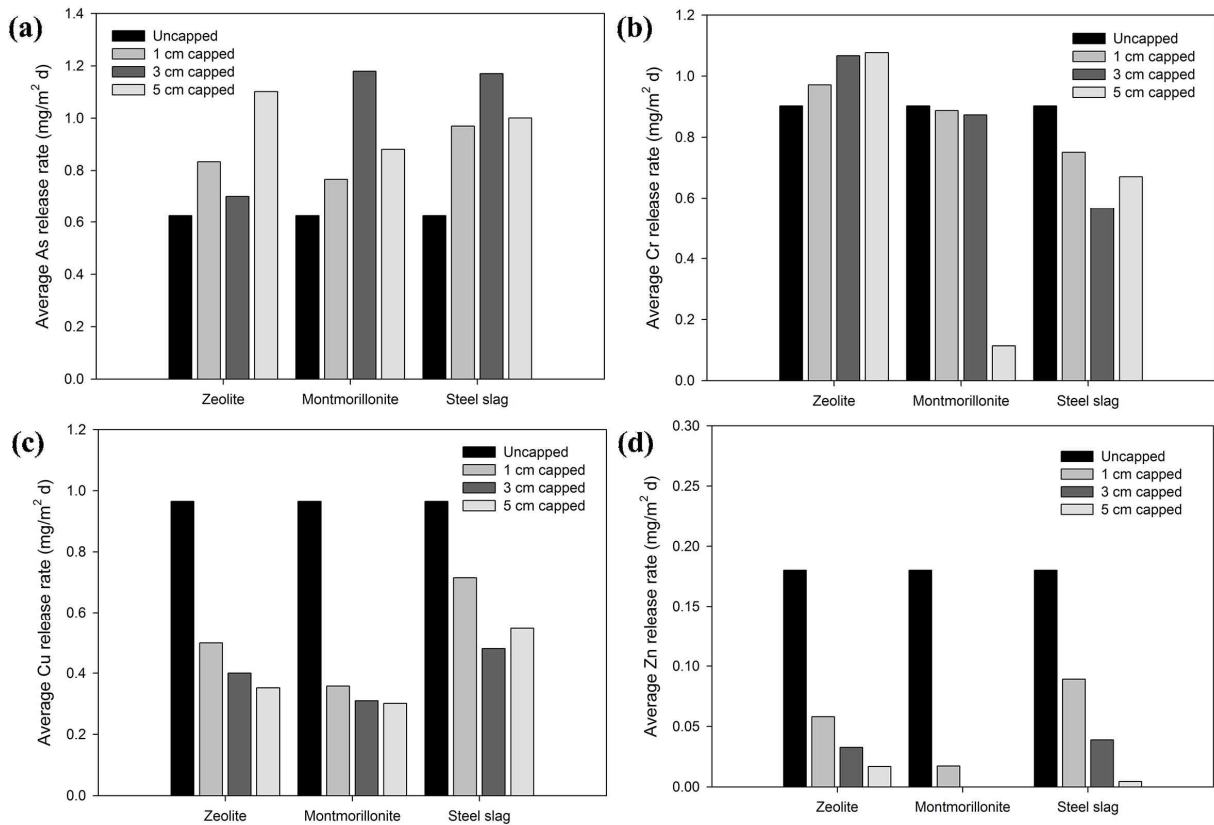 (a)
Average As release rate (mg/m² d)
1.4
1.2
1.0
0.8
0.6
0.4
0.2
0.0
Uncapped
1 cm capped
3 cm capped
5 cm capped
Zeolite Montmorillonite Steel slag
(b)
Average Cr release rate (mg/m² d)
1.2
1.0
0.8
0.6
0.4
0.2
0.0
Uncapped
1 cm capped
3 cm capped
5 cm capped
Zeolite Montmorillonite Steel slag
(c)
Average Cu release rate (mg/m² d)
1.2
1.0
0.8
0.6
0.4
0.2
0.0
Uncapped
1 cm capped
3 cm capped
5 cm capped
Zeolite Montmorillonite Steel slag
(d)
Average Zn release rate (mg/m² d)
0.30
0.25
0.20
0.15
0.10
0.05
0.00
Uncapped
1 cm capped
3 cm capped
5 cm capped
Zeolite Montmorillonite Steel slag